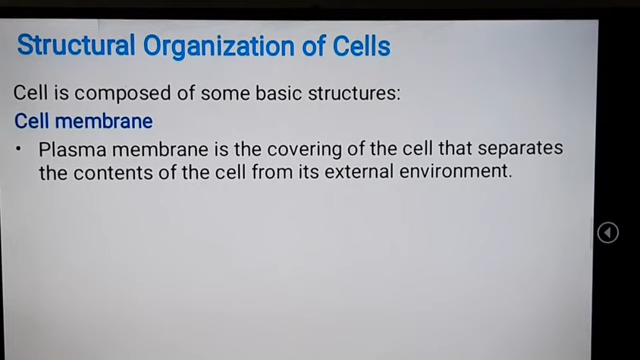 Structural Organization of Cells
Cell is composed of some basic structures:
Cell membrane
• Plasma membrane is the covering of the cell that separates
the contents of the cell from its external environment.